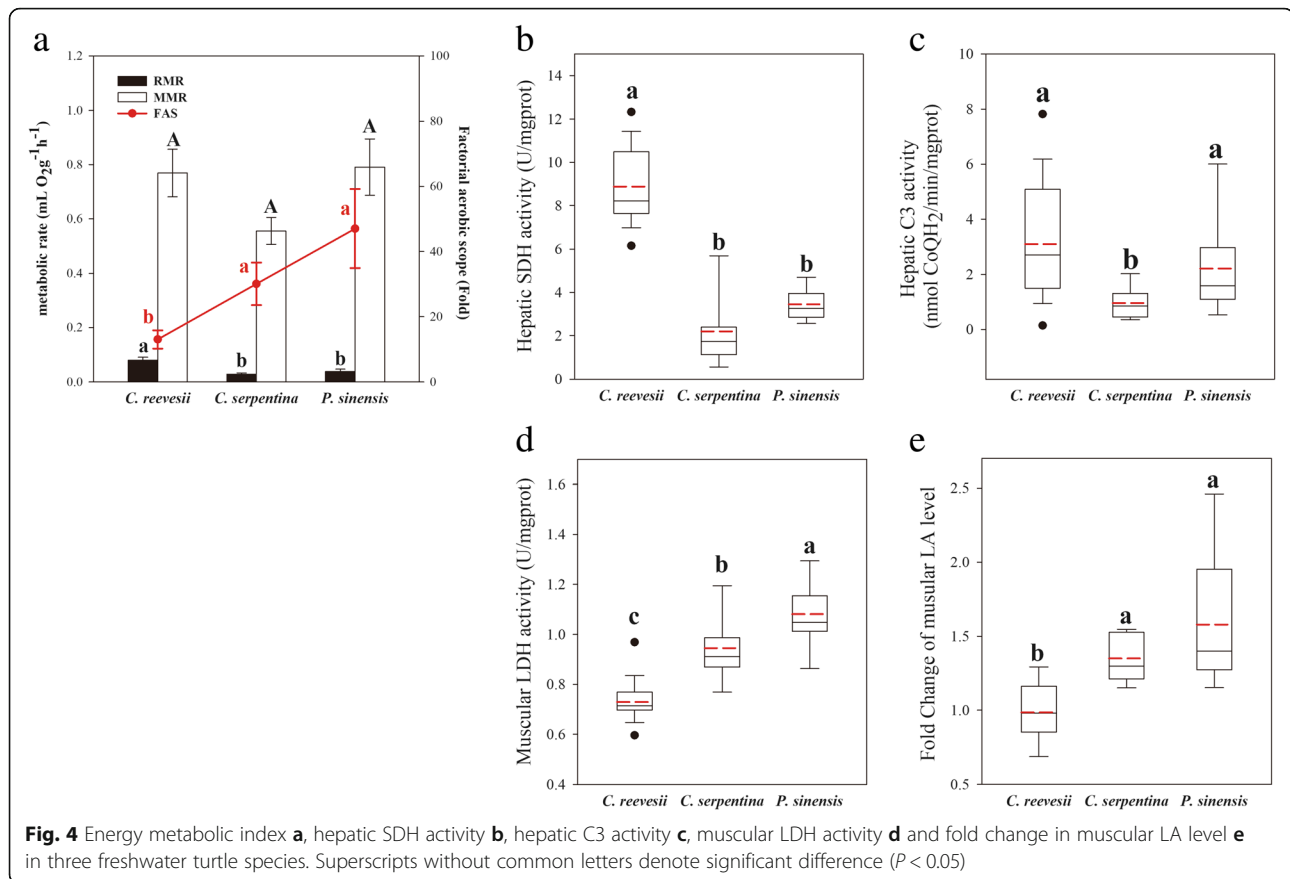 a
1.2
1.0
0.8
0.6
0.4
0.2
0.0
metabolic rate (mL O₂g⁻¹h⁻¹)
100
80
60
40
20
0
Factorial aerobic scope (Fold)
RMR
MMR
FAS
A
A
A
b
a
a
a
b
b
C. reevesii C. serpentina P. sinensis
b
14
12
10
8
6
4
2
0
Hepatic SDH activity (U/mgprot)
a
b
b
C. reevesii C. serpentina P. sinensis
c
10
8
6
4
2
0
Hepatic C3 activity
(nmol CoQH₂/min/mgprot)
a
b
a
C. reevesii C. serpentina P. sinensis
d
1.6
1.4
1.2
1.0
0.8
0.6
0.4
Muscular LDH activity (U/mgprot)
c
b
a
C. reevesii C. serpentina P. sinensis
e
2.5
2.0
1.5
1.0
0.5
Fold Change of musular LA level
b
a
a
C. reevesii C. serpentina P. sinensis
Fig. 4 Energy metabolic index a, hepatic SDH activity b, hepatic C3 activity c, muscular LDH activity d and fold change in muscular LA level e
in three freshwater turtle species. Superscripts without common letters denote significant difference (P < 0.05)